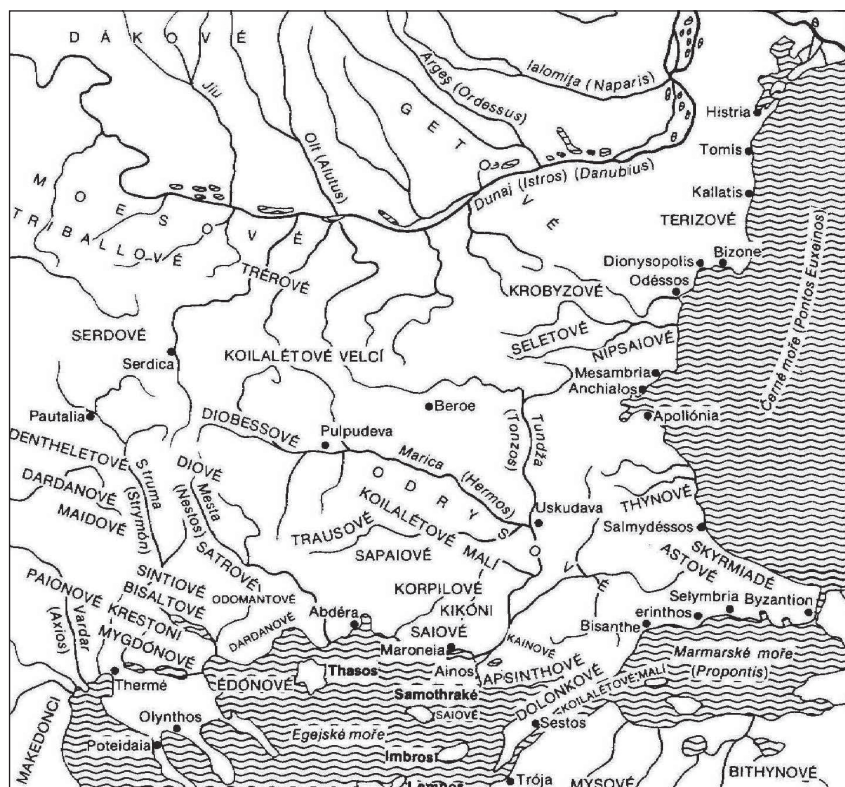 DÁKOVÉ
Jiu
Olt (Alutus)
Argeş (Ordessus)
Ialomiţa (Naparis)
GETOVÉ
Histria
Tomis
Kallatis
TERIZOVÉ
Dunai (Istros) (Danubius)
MOESOVÉ
TRIBALLOVÉ
TRÉROVÉ
Dionysopolis
Bizone
Odéssos
KROBYZOVÉ
SERDOVÉ
Serdica
KOILALÉTOVÉ VELCÍ
SELETOVÉ
NIPSAIOVÉ
Mesambria
Anchialos
Apollónia
Černé moře (Pontos Euxeinos)
Pautalia
Beroe
DIOBESSOVÉ
Pulpudeva
Tundža
(Tonzos)
Marica (Hermos)
DENTHELETOVÉ
DARDANOVÉ
MAIDOVÉ
Struma
(Strymón)
DIOVÉ
Mesta
(Nestos)
ODRYSOVÉ
KOILALÉTOVÉ MALÍ
TRAUSOVÉ
SAPAIOVÉ
Uskudava
THYNOVÉ
Salmydéssos
SKYRMIADÉ
ASTOVÉ
SATROVÉ
SINTIOVÉ
BISALTOVÉ
PAIONOVÉ
KRESTONI
MYGDÓNOVÉ
Vardar
(Axios)
ODOMANTOVÉ
DARDANOVÉ
Abdéra
KORPILOVÉ
KIKÓNI
SAIOVÉ
Maroneia
KAINOVÉ
Ainos
APSINTHOVÉ
Selymbria
Byzantion
erinthos
Bisanthe
Marmarské moře
(Propontis)
Thermé
ÉDÓNOVÉ
Thasos
Samothraké
SAIOVÉ
DOLONKOVÉ
KOILALÉTOVÉ MALÍ
Sestos
Olynthos
Poteidaia
Egejské moře
Imbros
MAKEDONCI
Lemnos
Trója
MYSOVÉ
BITHYNOVÉ